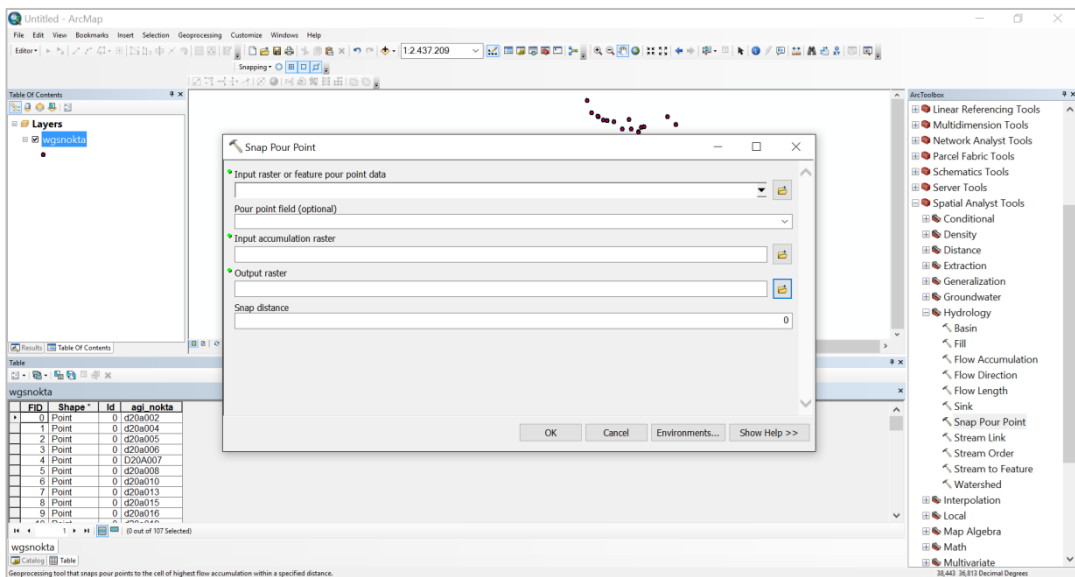 Untitled - ArcMap
File Edit View Bookmarks Insert Selection Geoprocessing Customize Windows Help
Editor 1:2.437.209
Snapping
Table Of Contents
Layers
wgsnokta
Results Table Of Contents
Snap Pour Point
Input raster or feature pour point data
Pour point field (optional)
Input accumulation raster
Output raster
Snap distance
0
OK Cancel Environments... Show Help >>
Table
wgsnokta
FID Shape * Id agi_nokta
0 Point 0 d20a002
1 Point 0 d20a004
2 Point 0 d20a005
3 Point 0 d20a006
4 Point 0 D20A007
5 Point 0 d20a008
6 Point 0 d20a010
7 Point 0 d20a013
8 Point 0 d20a015
9 Point 0 d20a016
1 (0 out of 107 Selected)
wgsnokta
Catalog Table
Geoprocessing tool that snaps pour points to the cell of highest flow accumulation within a specified distance.
ArcToolbox
Linear Referencing Tools
Multidimension Tools
Network Analyst Tools
Parcel Fabric Tools
Schematics Tools
Server Tools
Spatial Analyst Tools
Conditional
Density
Distance
Extraction
Generalization
Groundwater
Hydrology
Basin
Fill
Flow Accumulation
Flow Direction
Flow Length
Sink
Snap Pour Point
Stream Link
Stream Order
Stream to Feature
Watershed
Interpolation
Local
Map Algebra
Math
Multivariate
38,443 36,813 Decimal Degrees